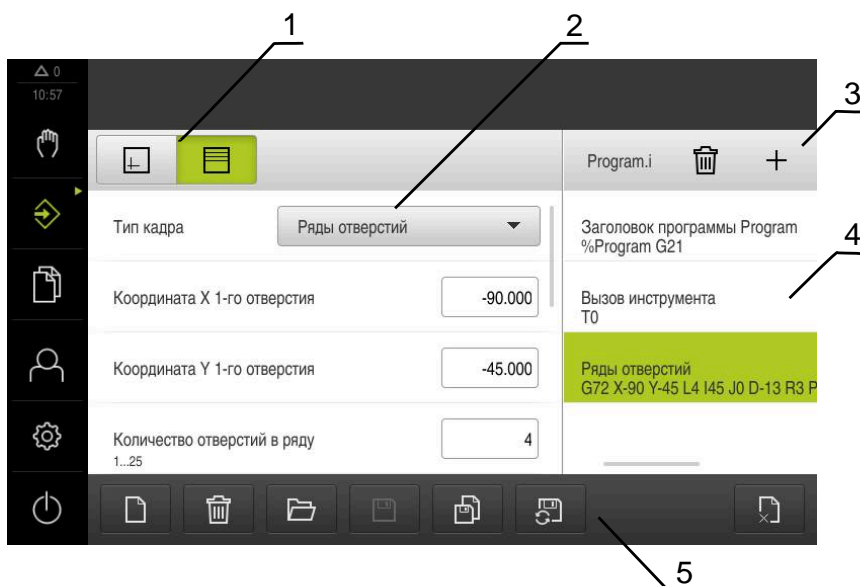 1
2
3
4
5
0
10:57
Program.i
Тип кадра
Ряды отверстий
Заголовок программы Program
%Program G21
Координата X 1-го отверстия
-90.000
Вызов инструмента
T0
Координата Y 1-го отверстия
-45.000
Ряды отверстий
G72 X-90 Y-45 L4 I45 J0 D-13 R3 P
Количество отверстий в ряду
1...25
4